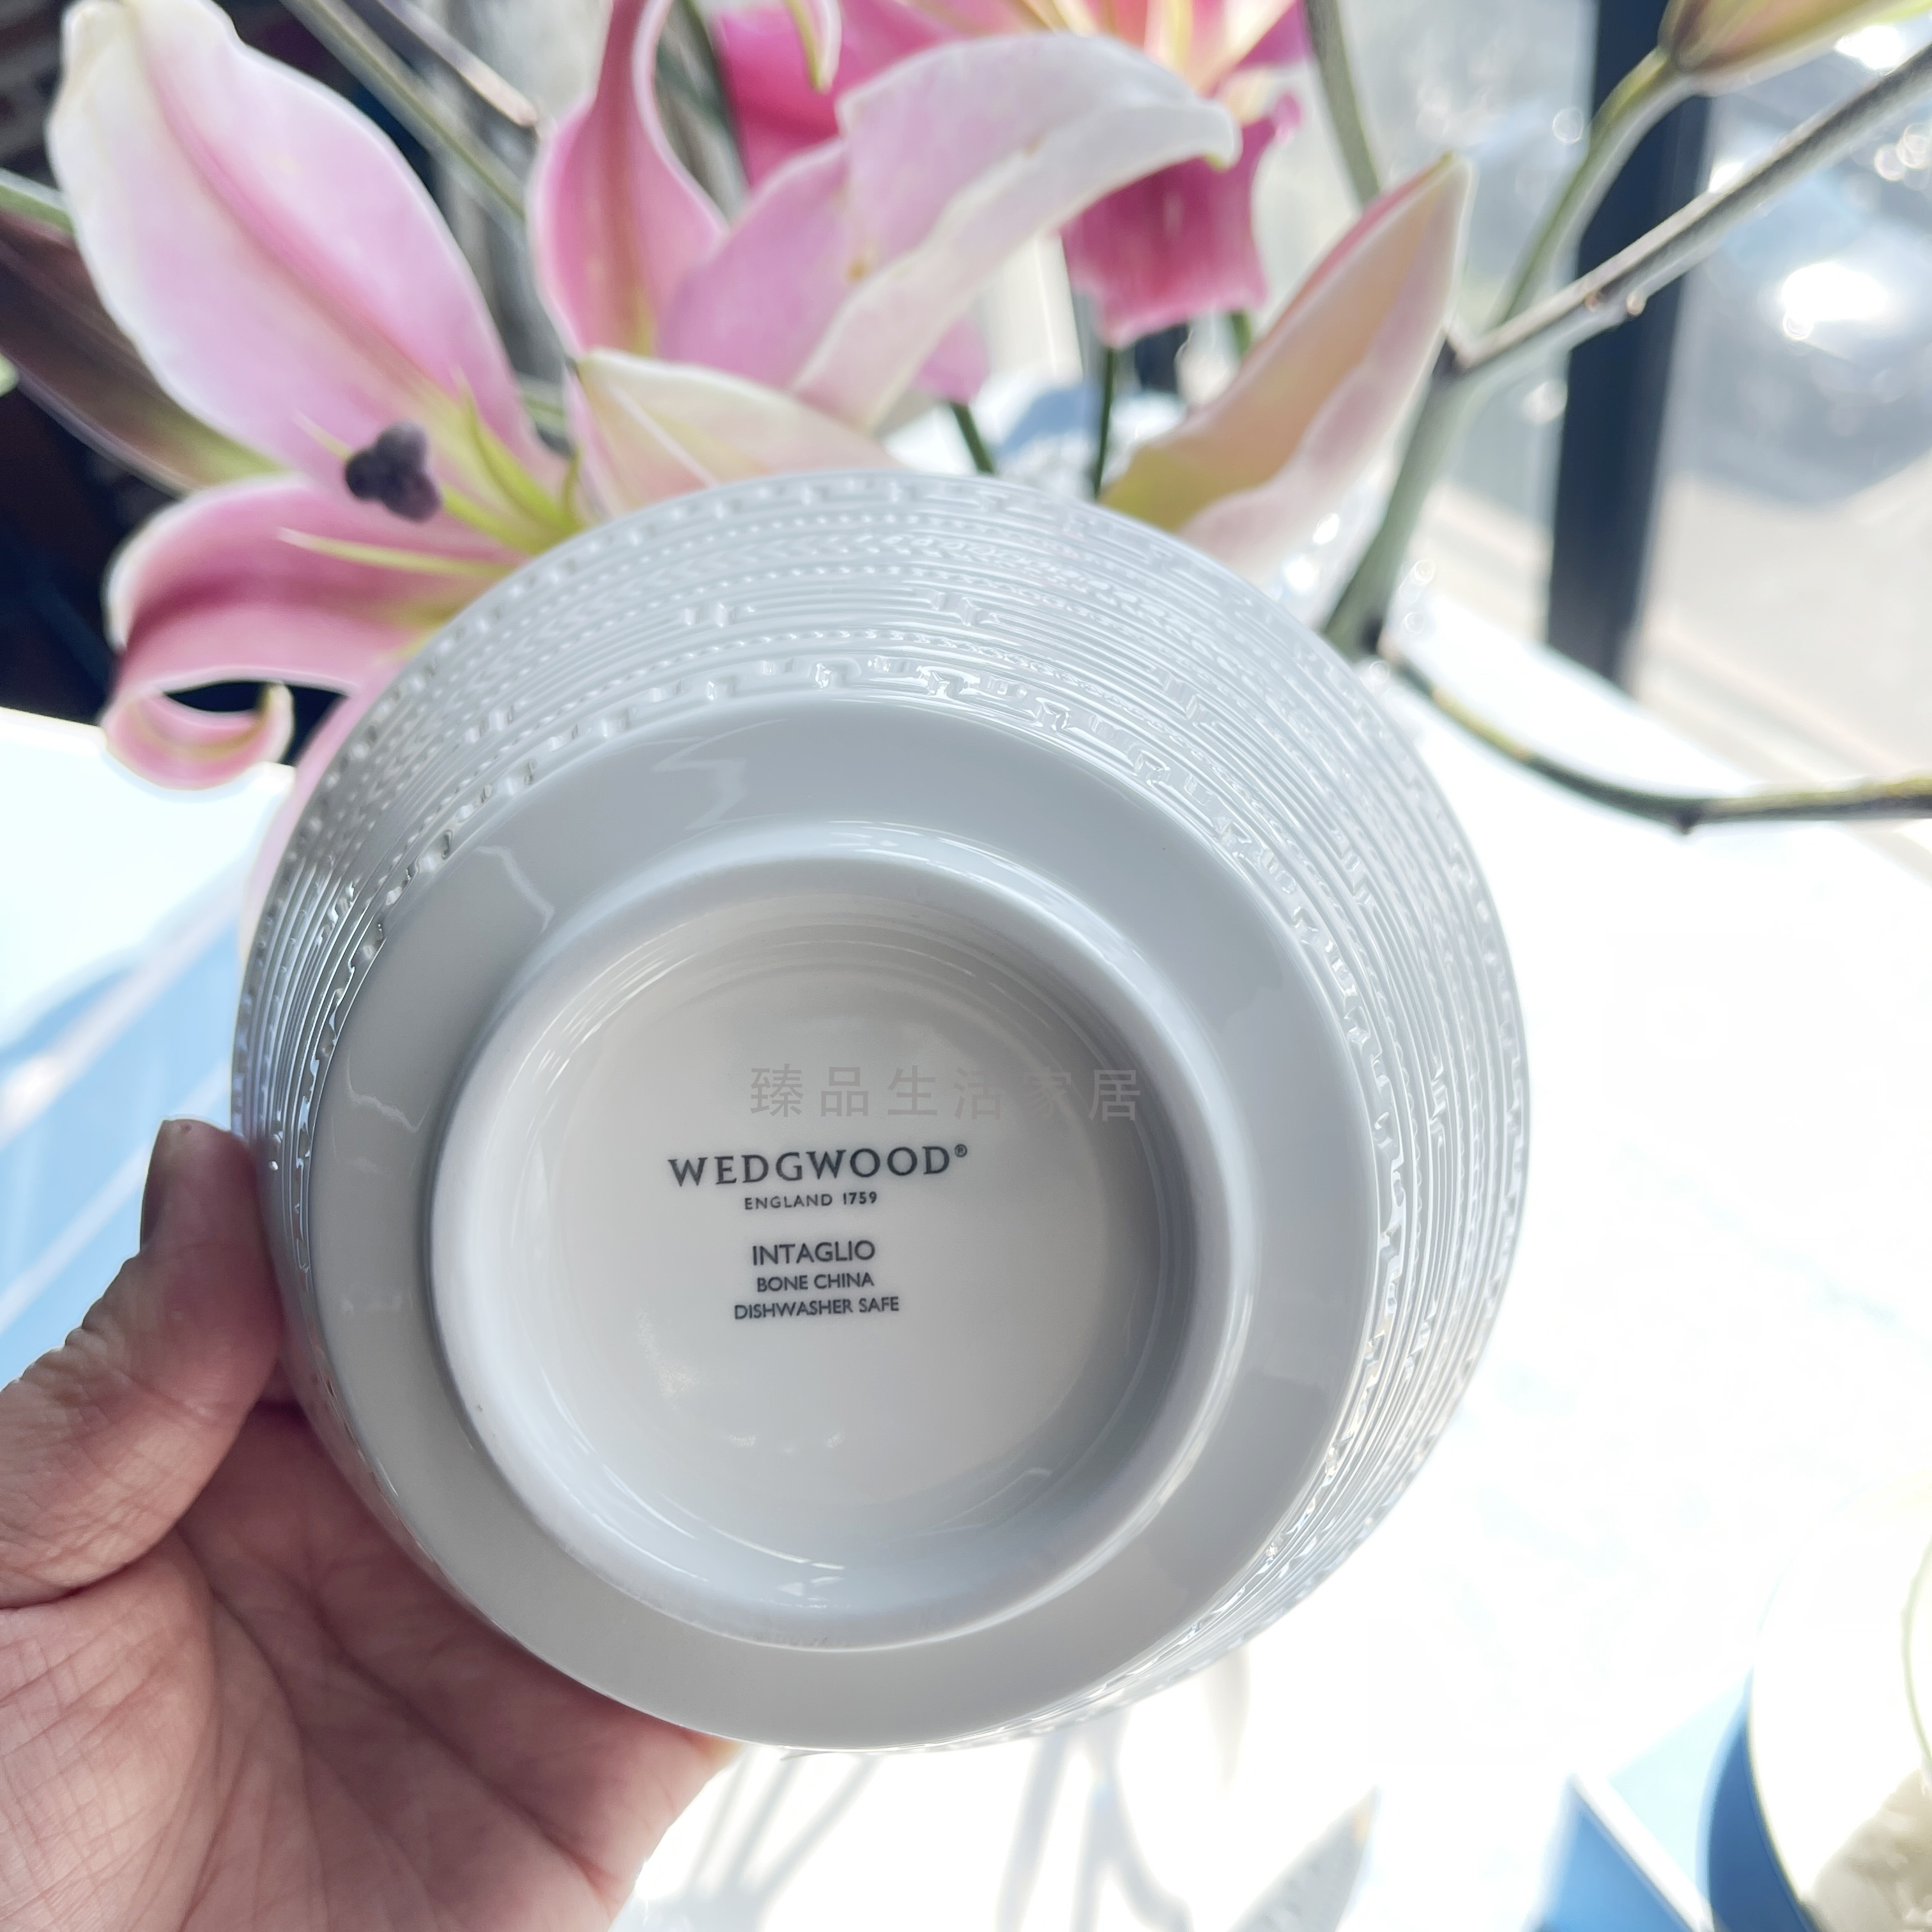 臻品生活家居
WEDGWOOD®
ENGLAND 1759
INTAGLIO
BONE CHINA
DISHWASHER SAFE